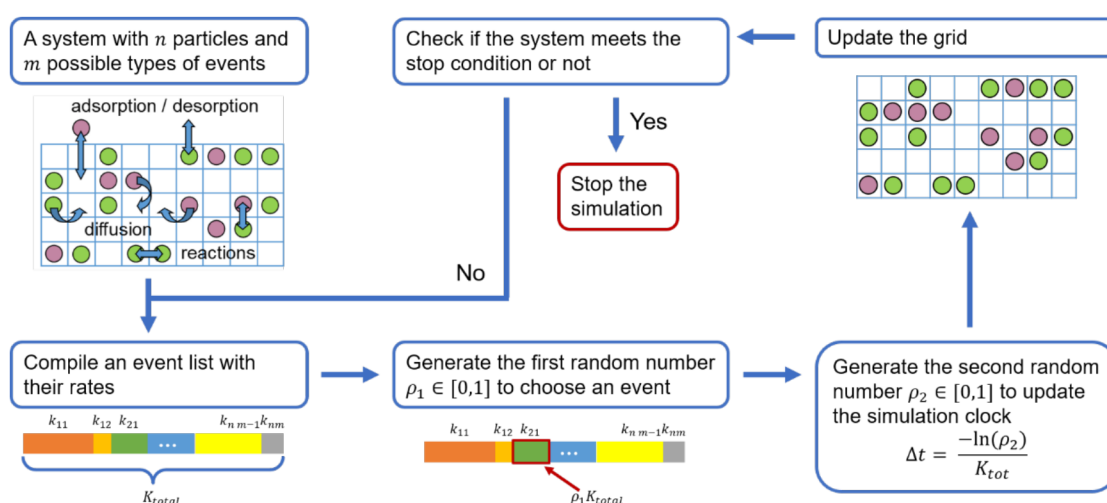 A system with n particles and
m possible types of events
adsorption / desorption
diffusion
reactions
Check if the system meets the
stop condition or not
Yes
Stop the
simulation
No
Update the grid
Compile an event list with
their rates
k₁₁ k₁₂ k₂₁ ... kₙ ₘ₋₁ kₙₘ
K_total
Generate the first random number
ρ₁ ∈ [0,1] to choose an event
k₁₁ k₁₂ k₂₁ ... kₙ ₘ₋₁ kₙₘ
ρ₁K_total
Generate the second random
number ρ₂ ∈ [0,1] to update
the simulation clock
Δt = −ln(ρ₂) / K_tot